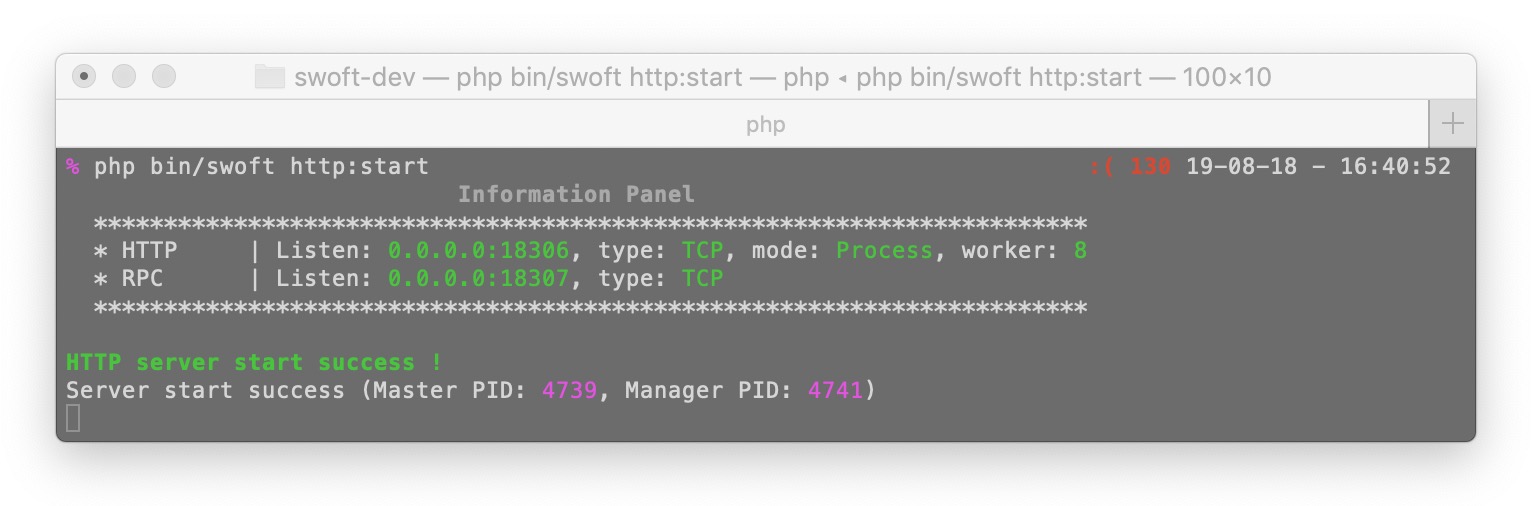 swoft-dev — php bin/swoft http:start — php ◂ php bin/swoft http:start — 100×10
php
% php bin/swoft http:start :( 130 19-08-18 - 16:40:52
Information Panel
***********************************************************************
* HTTP | Listen: 0.0.0.0:18306, type: TCP, mode: Process, worker: 8
* RPC | Listen: 0.0.0.0:18307, type: TCP
***********************************************************************
HTTP server start success !
Server start success (Master PID: 4739, Manager PID: 4741)